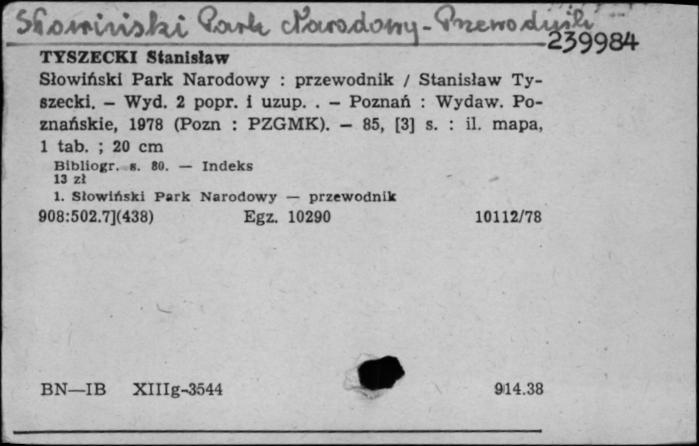 Słowiński Park Narodowy - Przewodniki
239984
TYSZECKI Stanisław
Słowiński Park Narodowy : przewodnik / Stanisław Ty-
szecki. – Wyd. 2 popr. i uzup. . – Poznań : Wydaw. Po-
znańskie, 1978 (Pozn : PZGMK). – 85, [3] s. : il. mapa,
1 tab. ; 20 cm
Bibliogr. s. 80. — Indeks
13 zł
1. Słowiński Park Narodowy — przewodnik
908:502.7](438) Egz. 10290 10112/78
BN—IB XIIIg-3544 914.38